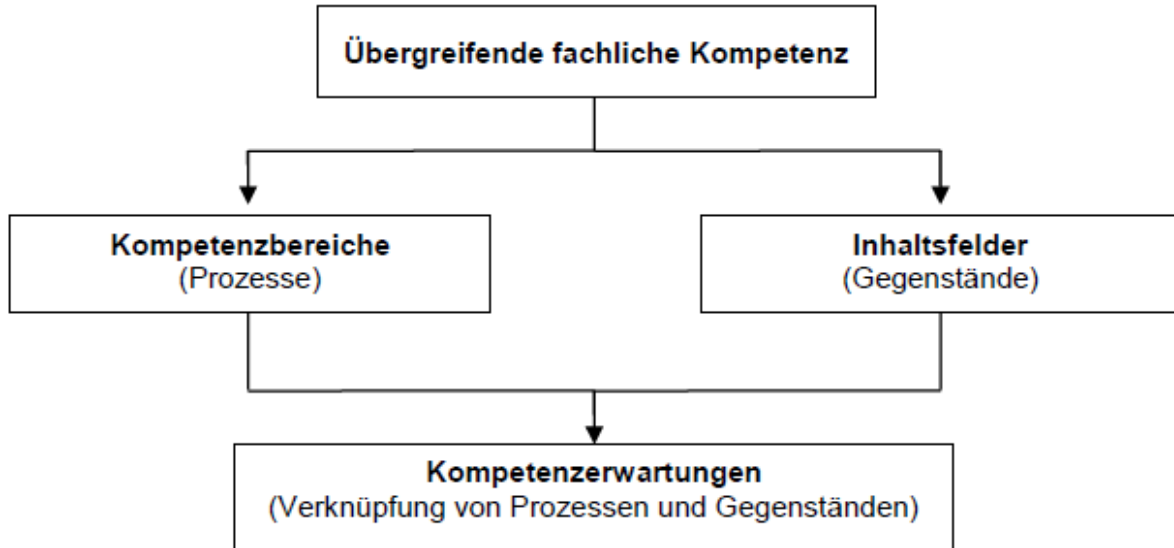 Übergreifende fachliche Kompetenz
Kompetenzbereiche
(Prozesse)
Inhaltsfelder
(Gegenstände)
Kompetenzerwartungen
(Verknüpfung von Prozessen und Gegenständen)